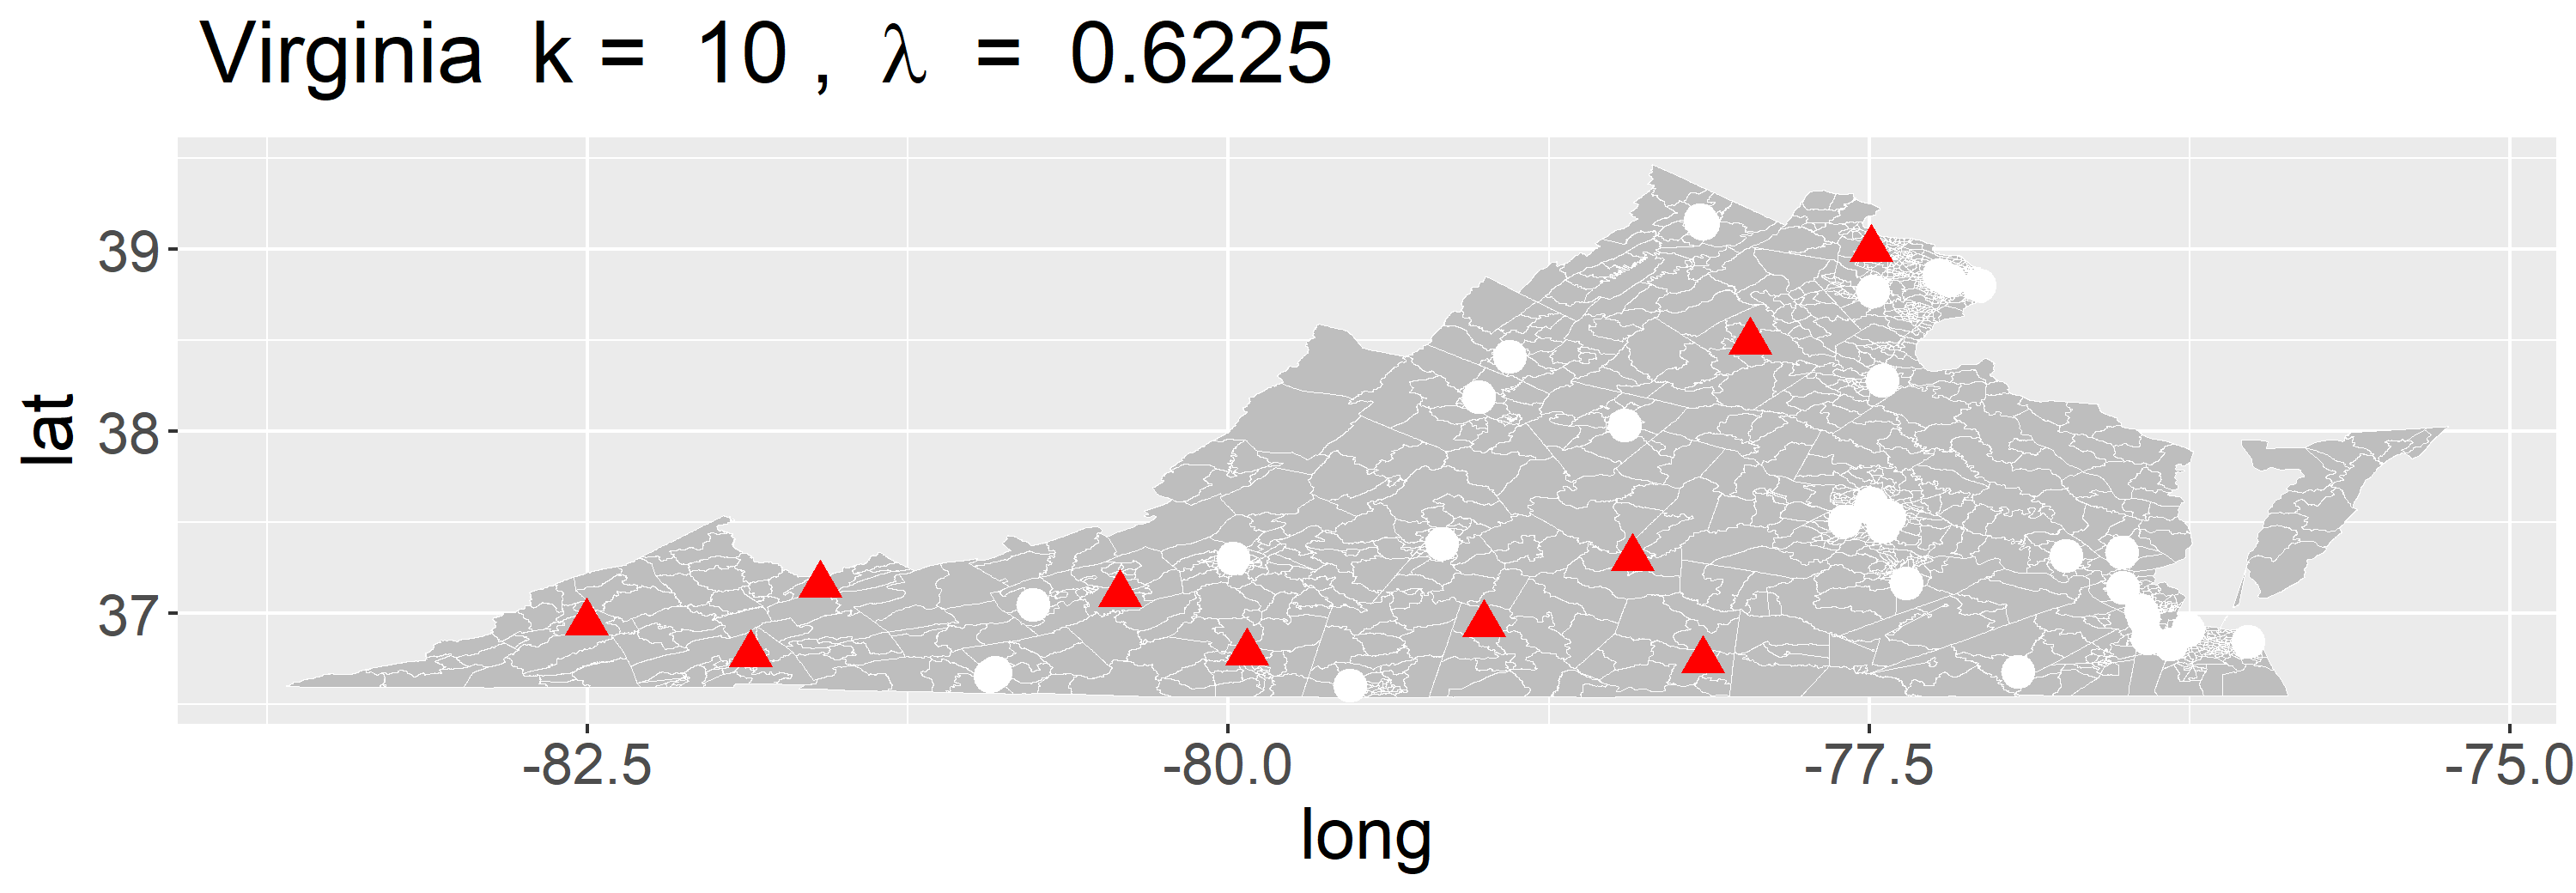 Virginia k = 10 , λ = 0.6225
39
38
37
lat
-82.5 -80.0 -77.5 -75.0
long